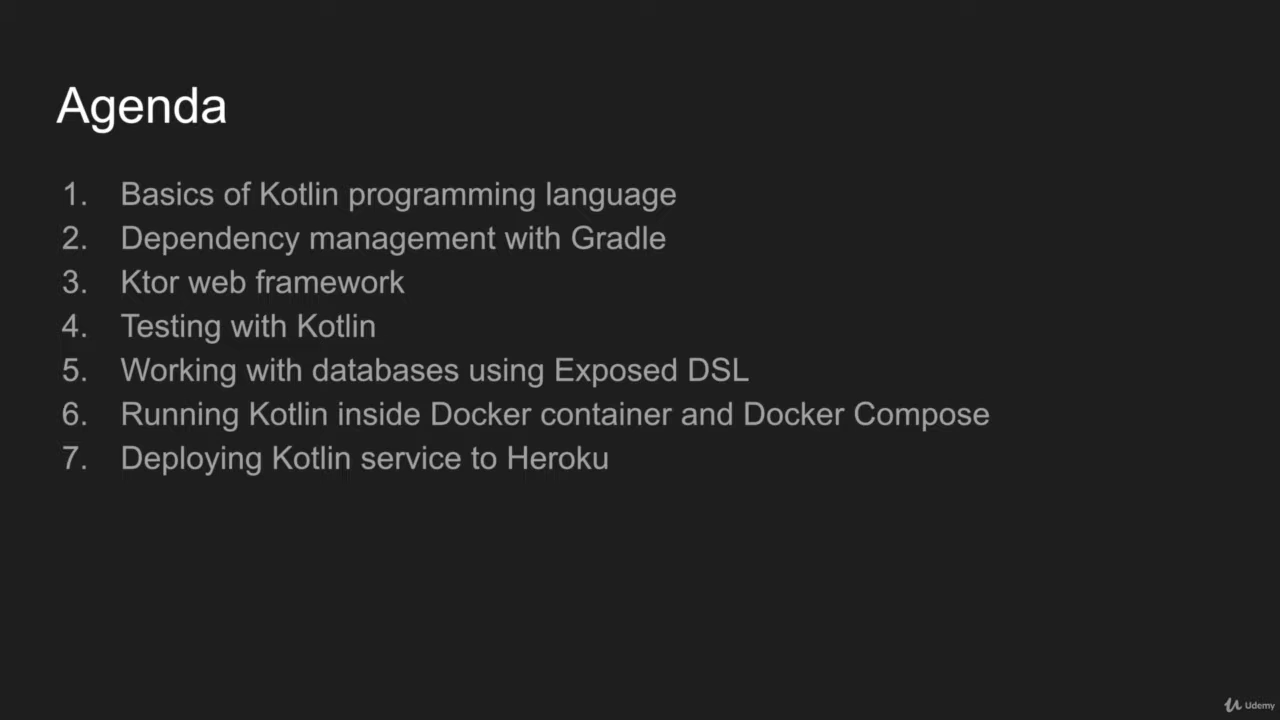 Agenda
1. Basics of Kotlin programming language
2. Dependency management with Gradle
3. Ktor web framework
4. Testing with Kotlin
5. Working with databases using Exposed DSL
6. Running Kotlin inside Docker container and Docker Compose
7. Deploying Kotlin service to Heroku
Udemy